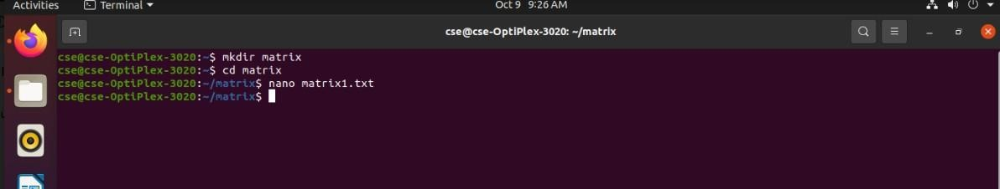 Activities Terminal Oct 9 9:26 AM
cse@cse-OptiPlex-3020: ~/matrix
cse@cse-OptiPlex-3020:~$ mkdir matrix
cse@cse-OptiPlex-3020:~$ cd matrix
cse@cse-OptiPlex-3020:~/matrix$ nano matrix1.txt
cse@cse-OptiPlex-3020:~/matrix$